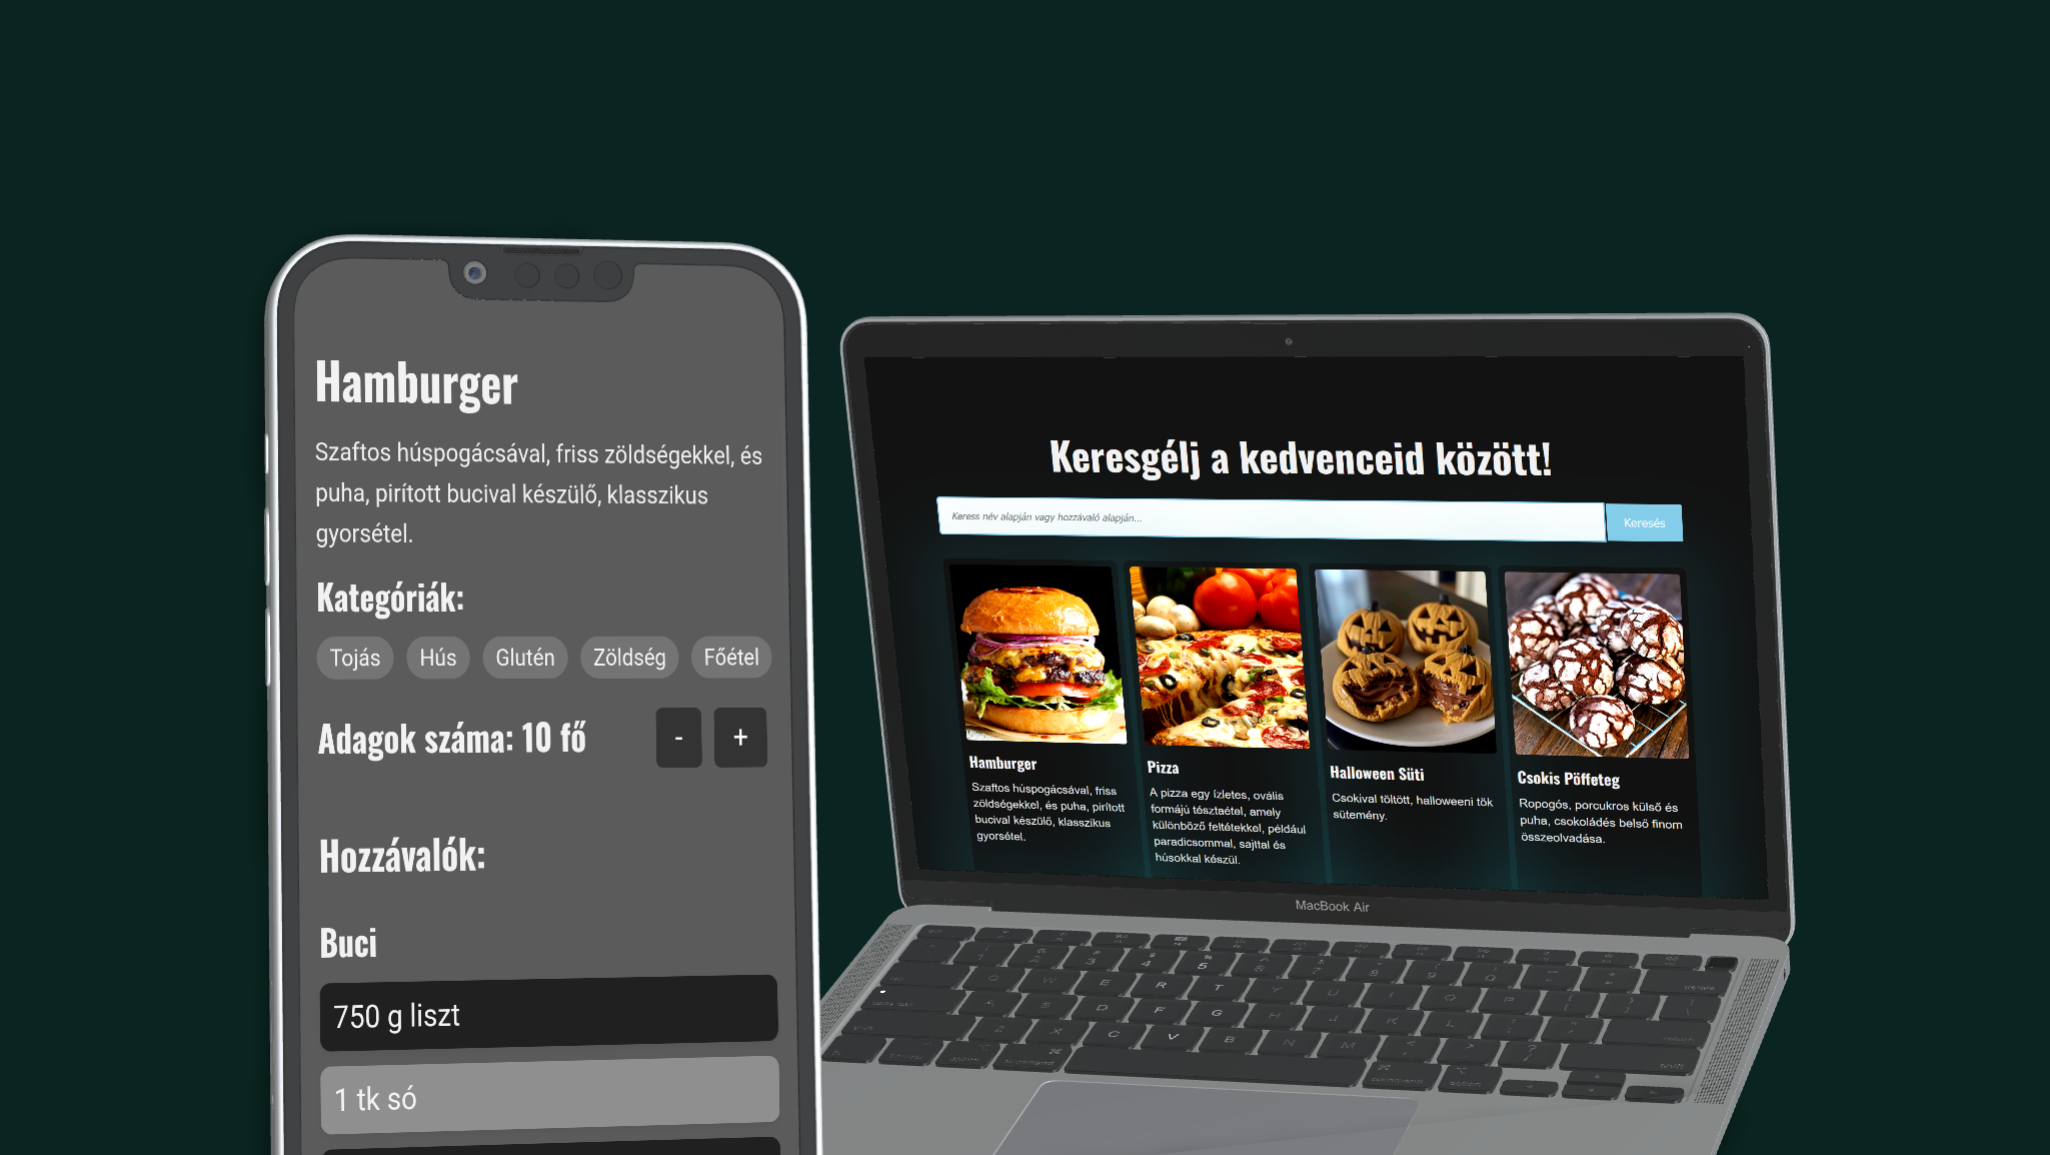 Hamburger
Szaftos húspogácsával, friss zöldségekkel, és
puha, pirított bucival készülő, klasszikus
gyorsétel.
Kategóriák:
Tojás Hús Glutén Zöldség Főétel
Adagok száma: 10 fő - +
Hozzávalók:
Buci
750 g liszt
1 tk só
Keresgélj a kedvenceid között!
Keress név alapján vagy hozzávaló alapján... Keresés
Hamburger
Szaftos húspogácsával, friss
zöldségekkel, és puha, pirított
bucival készülő, klasszikus
gyorsétel.
Pizza
A pizza egy ízletes, ovális
formájú tésztaétel, amely
különböző feltétekkel, például
paradicsommal, sajttal és
húsokkal készül.
Halloween Süti
Csokival töltött, halloweeni tök
sütemény.
Csokis Pöffeteg
Ropogós, porcukros külső és
puha, csokoládés belső finom
összeolvadása.
MacBook Air
4 5
E R T
D F G
C V B